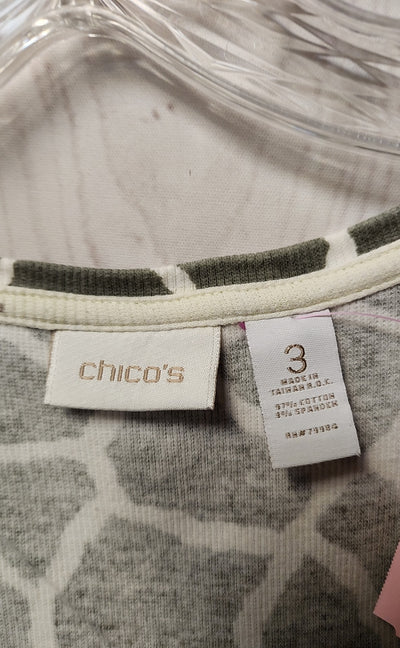 chico's
3
MADE IN
TAIWAN R.O.C.
97% COTTON
3% SPANDEX
RN#79984